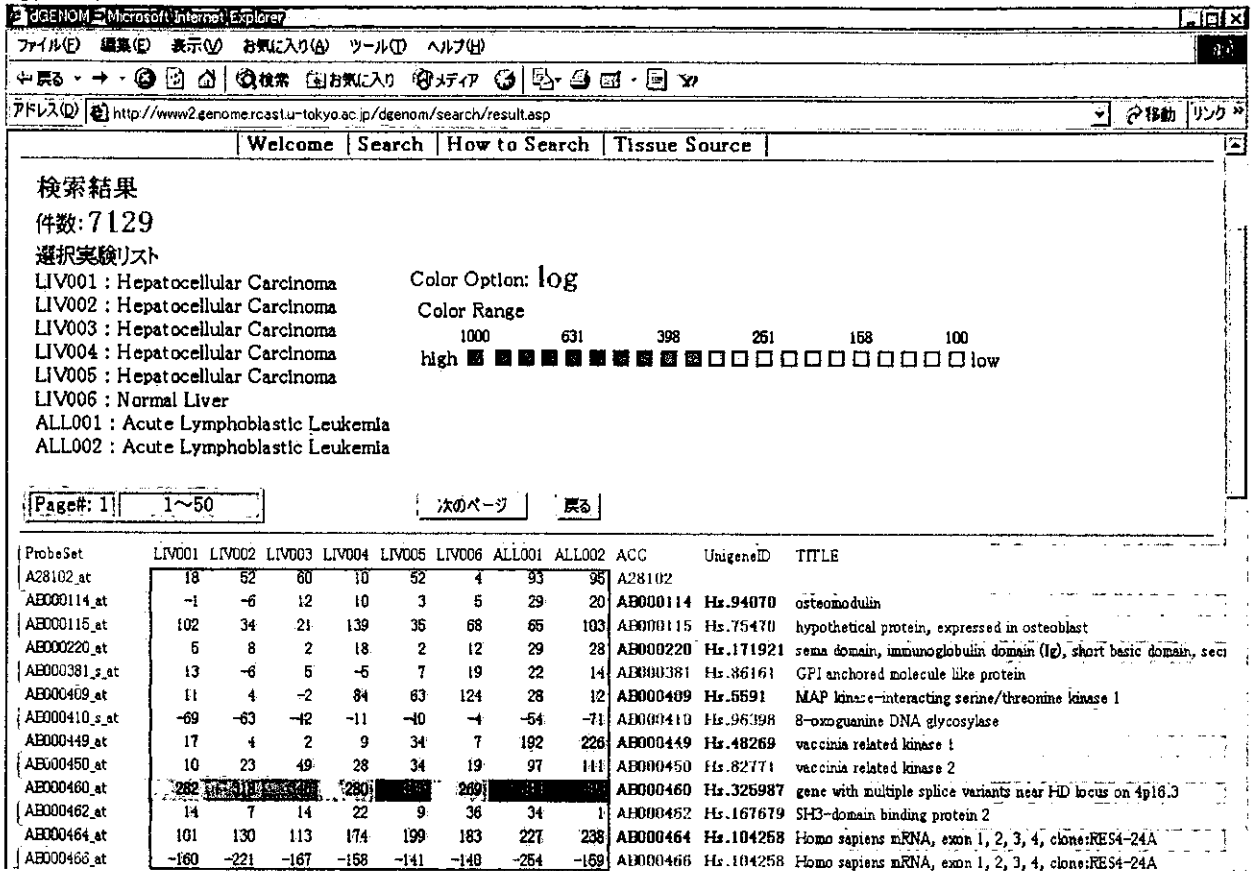 dGENOM - Microsoft Internet Explorer
ファイル(F) 編集(E) 表示(V) お気に入り(A) ツール(T) ヘルプ(H)
戻る 検索 お気に入り メディア
アドレス(D) http://www2.genome.rcast.u-tokyo.ac.jp/dgenom/search/result.asp 移動 リンク »
Welcome | Search | How to Search | Tissue Source |
検索結果
件数:7129
選択実験リスト
LIV001 : Hepatocellular Carcinoma
LIV002 : Hepatocellular Carcinoma
LIV003 : Hepatocellular Carcinoma
LIV004 : Hepatocellular Carcinoma
LIV005 : Hepatocellular Carcinoma
LIV006 : Normal Liver
ALL001 : Acute Lymphoblastic Leukemia
ALL002 : Acute Lymphoblastic Leukemia
Color Option: log
Color Range
1000 631 398 251 158 100
high low
Page#: 1 1〜50 次のページ 戻る
ProbeSet LIV001 LIV002 LIV003 LIV004 LIV005 LIV006 ALL001 ALL002 ACC UnigeneID TITLE
A28102_at 18 52 60 10 52 4 93 95 A28102
AB000114_at -1 -6 12 10 3 5 29 20 AB000114 Hs.94070 osteomodulin
AB000115_at 102 34 21 139 36 68 65 103 AB000115 Hs.75470 hypothetical protein, expressed in osteoblast
AB000220_at 5 8 2 18 2 12 29 28 AB000220 Hs.171921 sema domain, immunoglobulin domain (Ig), short basic domain, seci
AB000381_s_at 13 -6 5 -5 7 19 22 14 AB000381 Hs.86161 GPI anchored molecule like protein
AB000409_at 11 4 -2 84 63 124 28 12 AB000409 Hs.5591 MAP kinase-interacting serine/threonine kinase 1
AB000410_s_at -69 -63 -42 -11 -40 -4 -54 -71 AB000410 Hs.96398 8-oxoguanine DNA glycosylase
AB000449_at 17 4 2 9 34 7 192 226 AB000449 Hs.48269 vaccinia related kinase 1
AB000450_at 10 23 49 28 34 19 97 111 AB000450 Hs.82771 vaccinia related kinase 2
AB000460_at 282 280 269 AB000460 Hs.325987 gene with multiple splice variants near HD locus on 4p16.3
AB000462_at 14 7 14 22 9 36 34 1 AB000462 Hs.167679 SH3-domain binding protein 2
AB000464_at 101 130 113 174 199 183 227 238 AB000464 Hs.104258 Homo sapiens mRNA, exon 1, 2, 3, 4, clone:RES4-24A
AB000466_at -160 -221 -167 -158 -141 -140 -254 -159 AB000466 Hs.104258 Homo sapiens mRNA, exon 1, 2, 3, 4, clone:RES4-24A